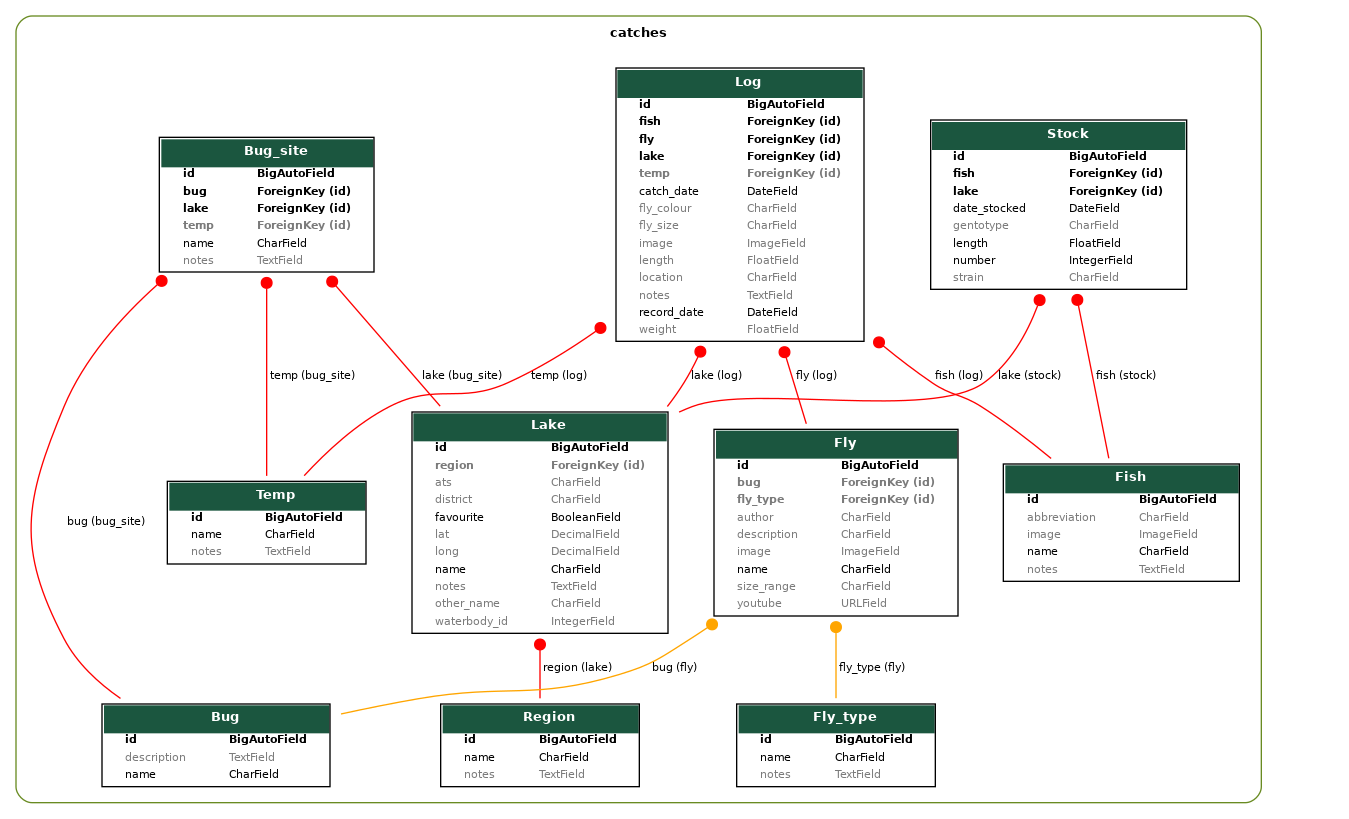 catches
Log
id BigAutoField
fish ForeignKey (id)
fly ForeignKey (id)
lake ForeignKey (id)
temp ForeignKey (id)
catch_date DateField
fly_colour CharField
fly_size CharField
image ImageField
length FloatField
location CharField
notes TextField
record_date DateField
weight FloatField
Stock
id BigAutoField
fish ForeignKey (id)
lake ForeignKey (id)
date_stocked DateField
gentotype CharField
length FloatField
number IntegerField
strain CharField
Bug_site
id BigAutoField
bug ForeignKey (id)
lake ForeignKey (id)
temp ForeignKey (id)
name CharField
notes TextField
temp (bug_site)
lake (bug_site)
temp (log)
lake (log)
fly (log)
fish (log)
lake (stock)
fish (stock)
Lake
id BigAutoField
region ForeignKey (id)
ats CharField
district CharField
favourite BooleanField
lat DecimalField
long DecimalField
name CharField
notes TextField
other_name CharField
waterbody_id IntegerField
Fly
id BigAutoField
bug ForeignKey (id)
fly_type ForeignKey (id)
author CharField
description CharField
image ImageField
name CharField
size_range CharField
youtube URLField
Fish
id BigAutoField
abbreviation CharField
image ImageField
name CharField
notes TextField
Temp
id BigAutoField
name CharField
notes TextField
bug (bug_site)
region (lake)
bug (fly)
fly_type (fly)
Bug
id BigAutoField
description TextField
name CharField
Region
id BigAutoField
name CharField
notes TextField
Fly_type
id BigAutoField
name CharField
notes TextField